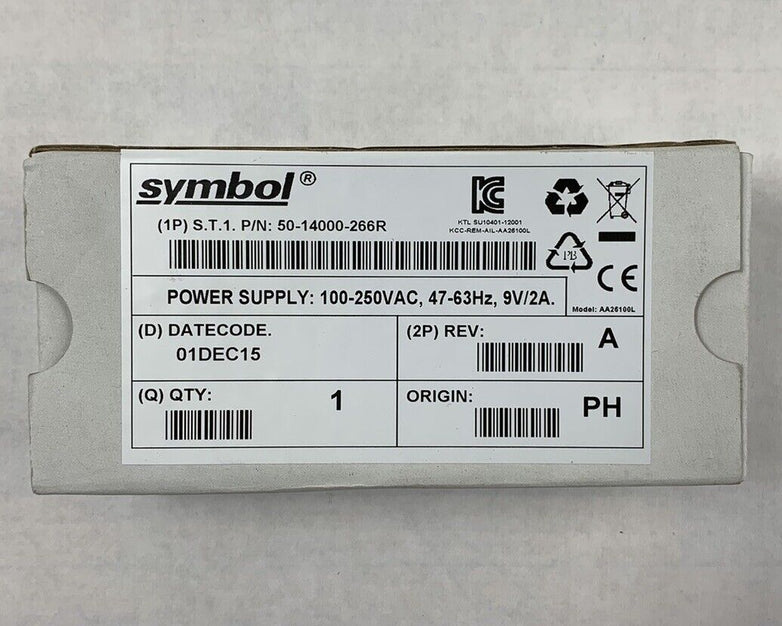 symbol®
(1P) S.T.1. P/N: 50-14000-266R
KTL SU10401-12001
KCC-REM-AIL-AA26100L
PB
CE
POWER SUPPLY: 100-250VAC, 47-63Hz, 9V/2A.
Model: AA26100L
(D) DATECODE.
01DEC15
(2P) REV:
A
(Q) QTY:
1
ORIGIN:
PH